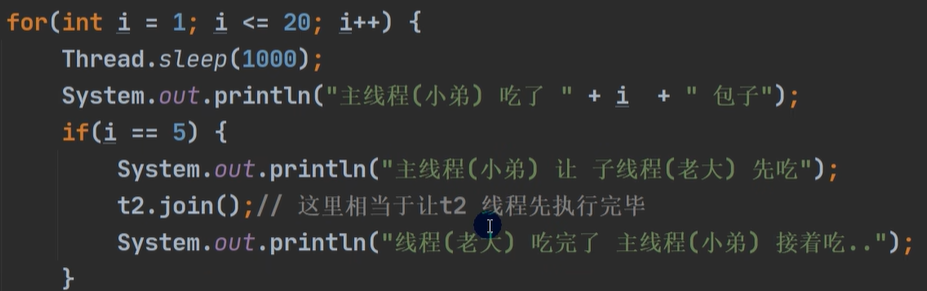 for(int i = 1; i <= 20; i++) {
Thread.sleep(1000);
System.out.println("主线程(小弟) 吃了 " + i  + " 包子");
if(i == 5) {
System.out.println("主线程(小弟) 让 子线程(老大) 先吃");
t2.join();// 这里相当于让t2 线程先执行完毕
System.out.println("线程(老大) 吃完了 主线程(小弟) 接着吃..");
}